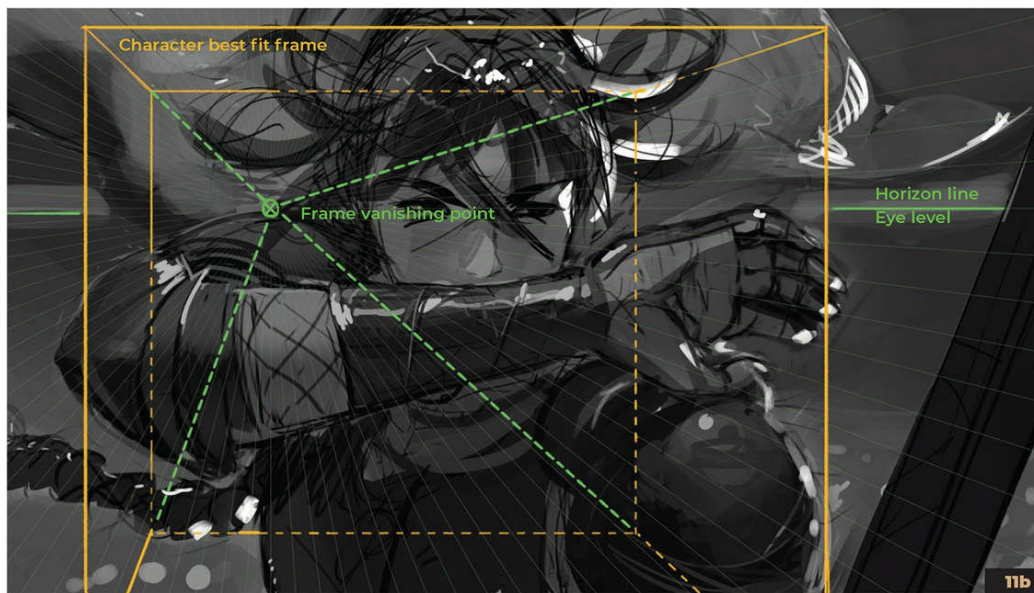 Character best fit frame
Frame vanishing point
Horizon line
Eye level
11b